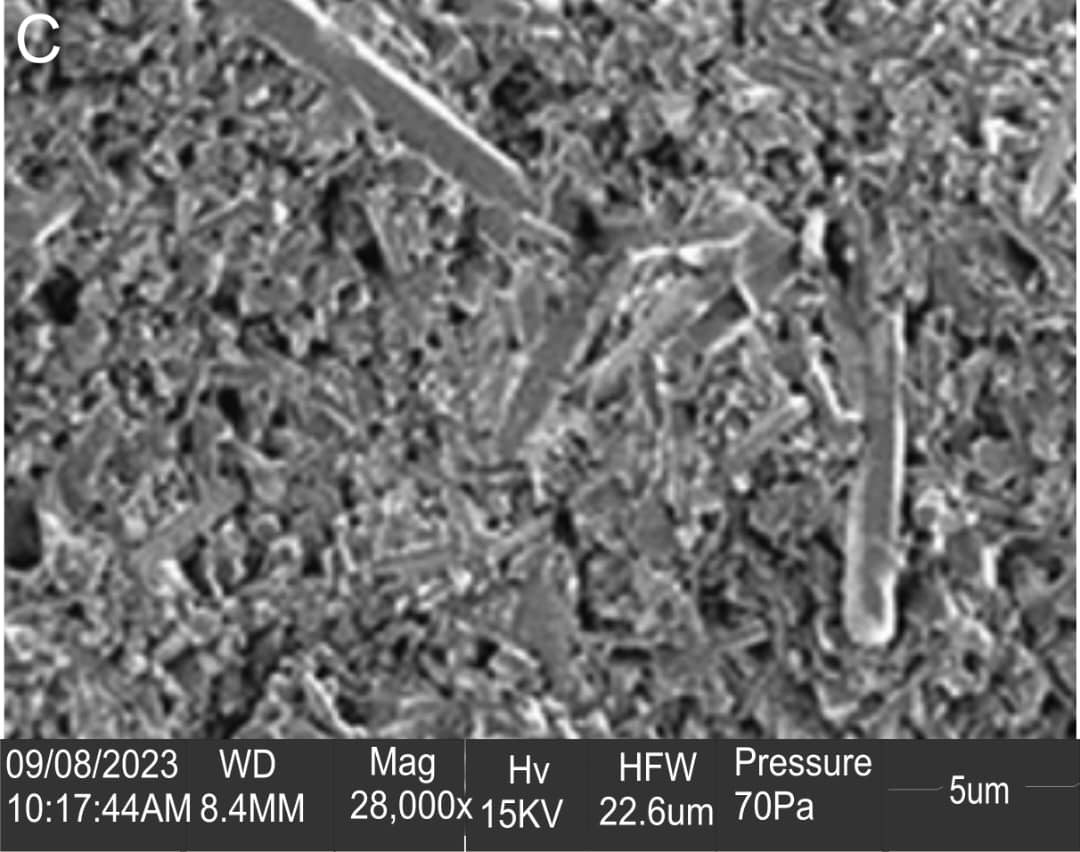 C
09/08/2023 WD Mag Hv HFW Pressure
10:17:44AM 8.4MM 28,000x 15KV 22.6um 70Pa 5um